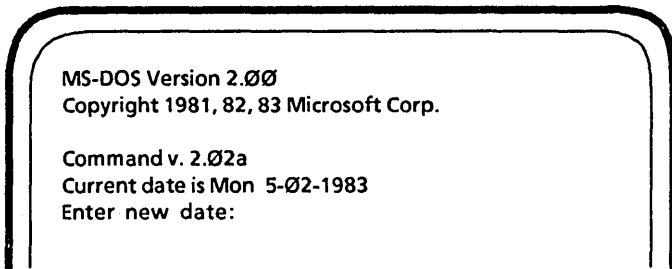 MS-DOS Version 2.ØØ
Copyright 1981, 82, 83 Microsoft Corp.
Command v. 2.Ø2a
Current date is Mon 5-Ø2-1983
Enter new date: